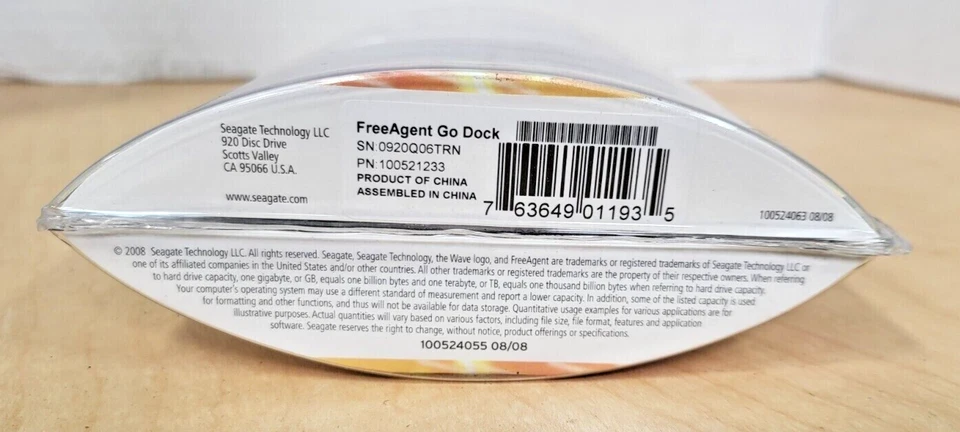 Seagate Technology LLC
920 Disc Drive
Scotts Valley
CA 95066 U.S.A.
www.seagate.com
FreeAgent Go Dock
SN:0920Q06TRN
PN:100521233
PRODUCT OF CHINA
ASSEMBLED IN CHINA
7 63649 01193 5
100524063 08/08
© 2008 Seagate Technology LLC. All rights reserved. Seagate, Seagate Technology, the Wave logo, and FreeAgent are trademarks or registered trademarks of Seagate Technology LLC or
one of its affiliated companies in the United States and/or other countries. All other trademarks or registered trademarks are the property of their respective owners. When referring
to hard drive capacity, one gigabyte, or GB, equals one billion bytes and one terabyte, or TB, equals one thousand billion bytes when referring to hard drive capacity.
Your computer's operating system may use a different standard of measurement and report a lower capacity. In addition, some of the listed capacity is used
for formatting and other functions, and thus will not be available for data storage. Quantitative usage examples for various applications are for
illustrative purposes. Actual quantities will vary based on various factors, including file size, file format, features and application
software. Seagate reserves the right to change, without notice, product offerings or specifications.
100524055 08/08